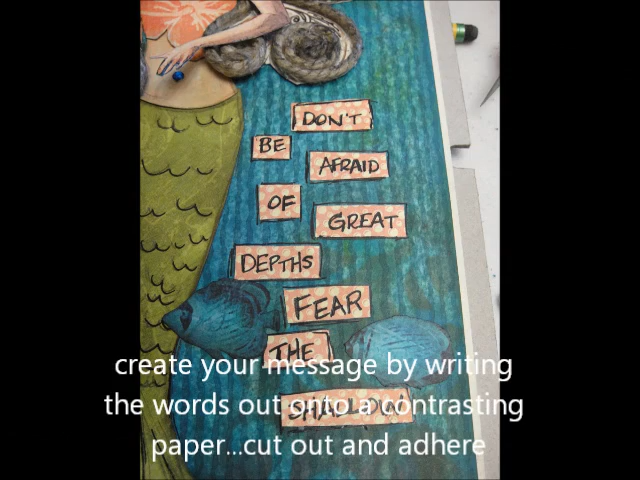 DON'T
BE
AFRAID
OF
GREAT
DEPTHS
FEAR
THE
SHALLOW
create your message by writing
the words out onto a contrasting
paper...cut out and adhere